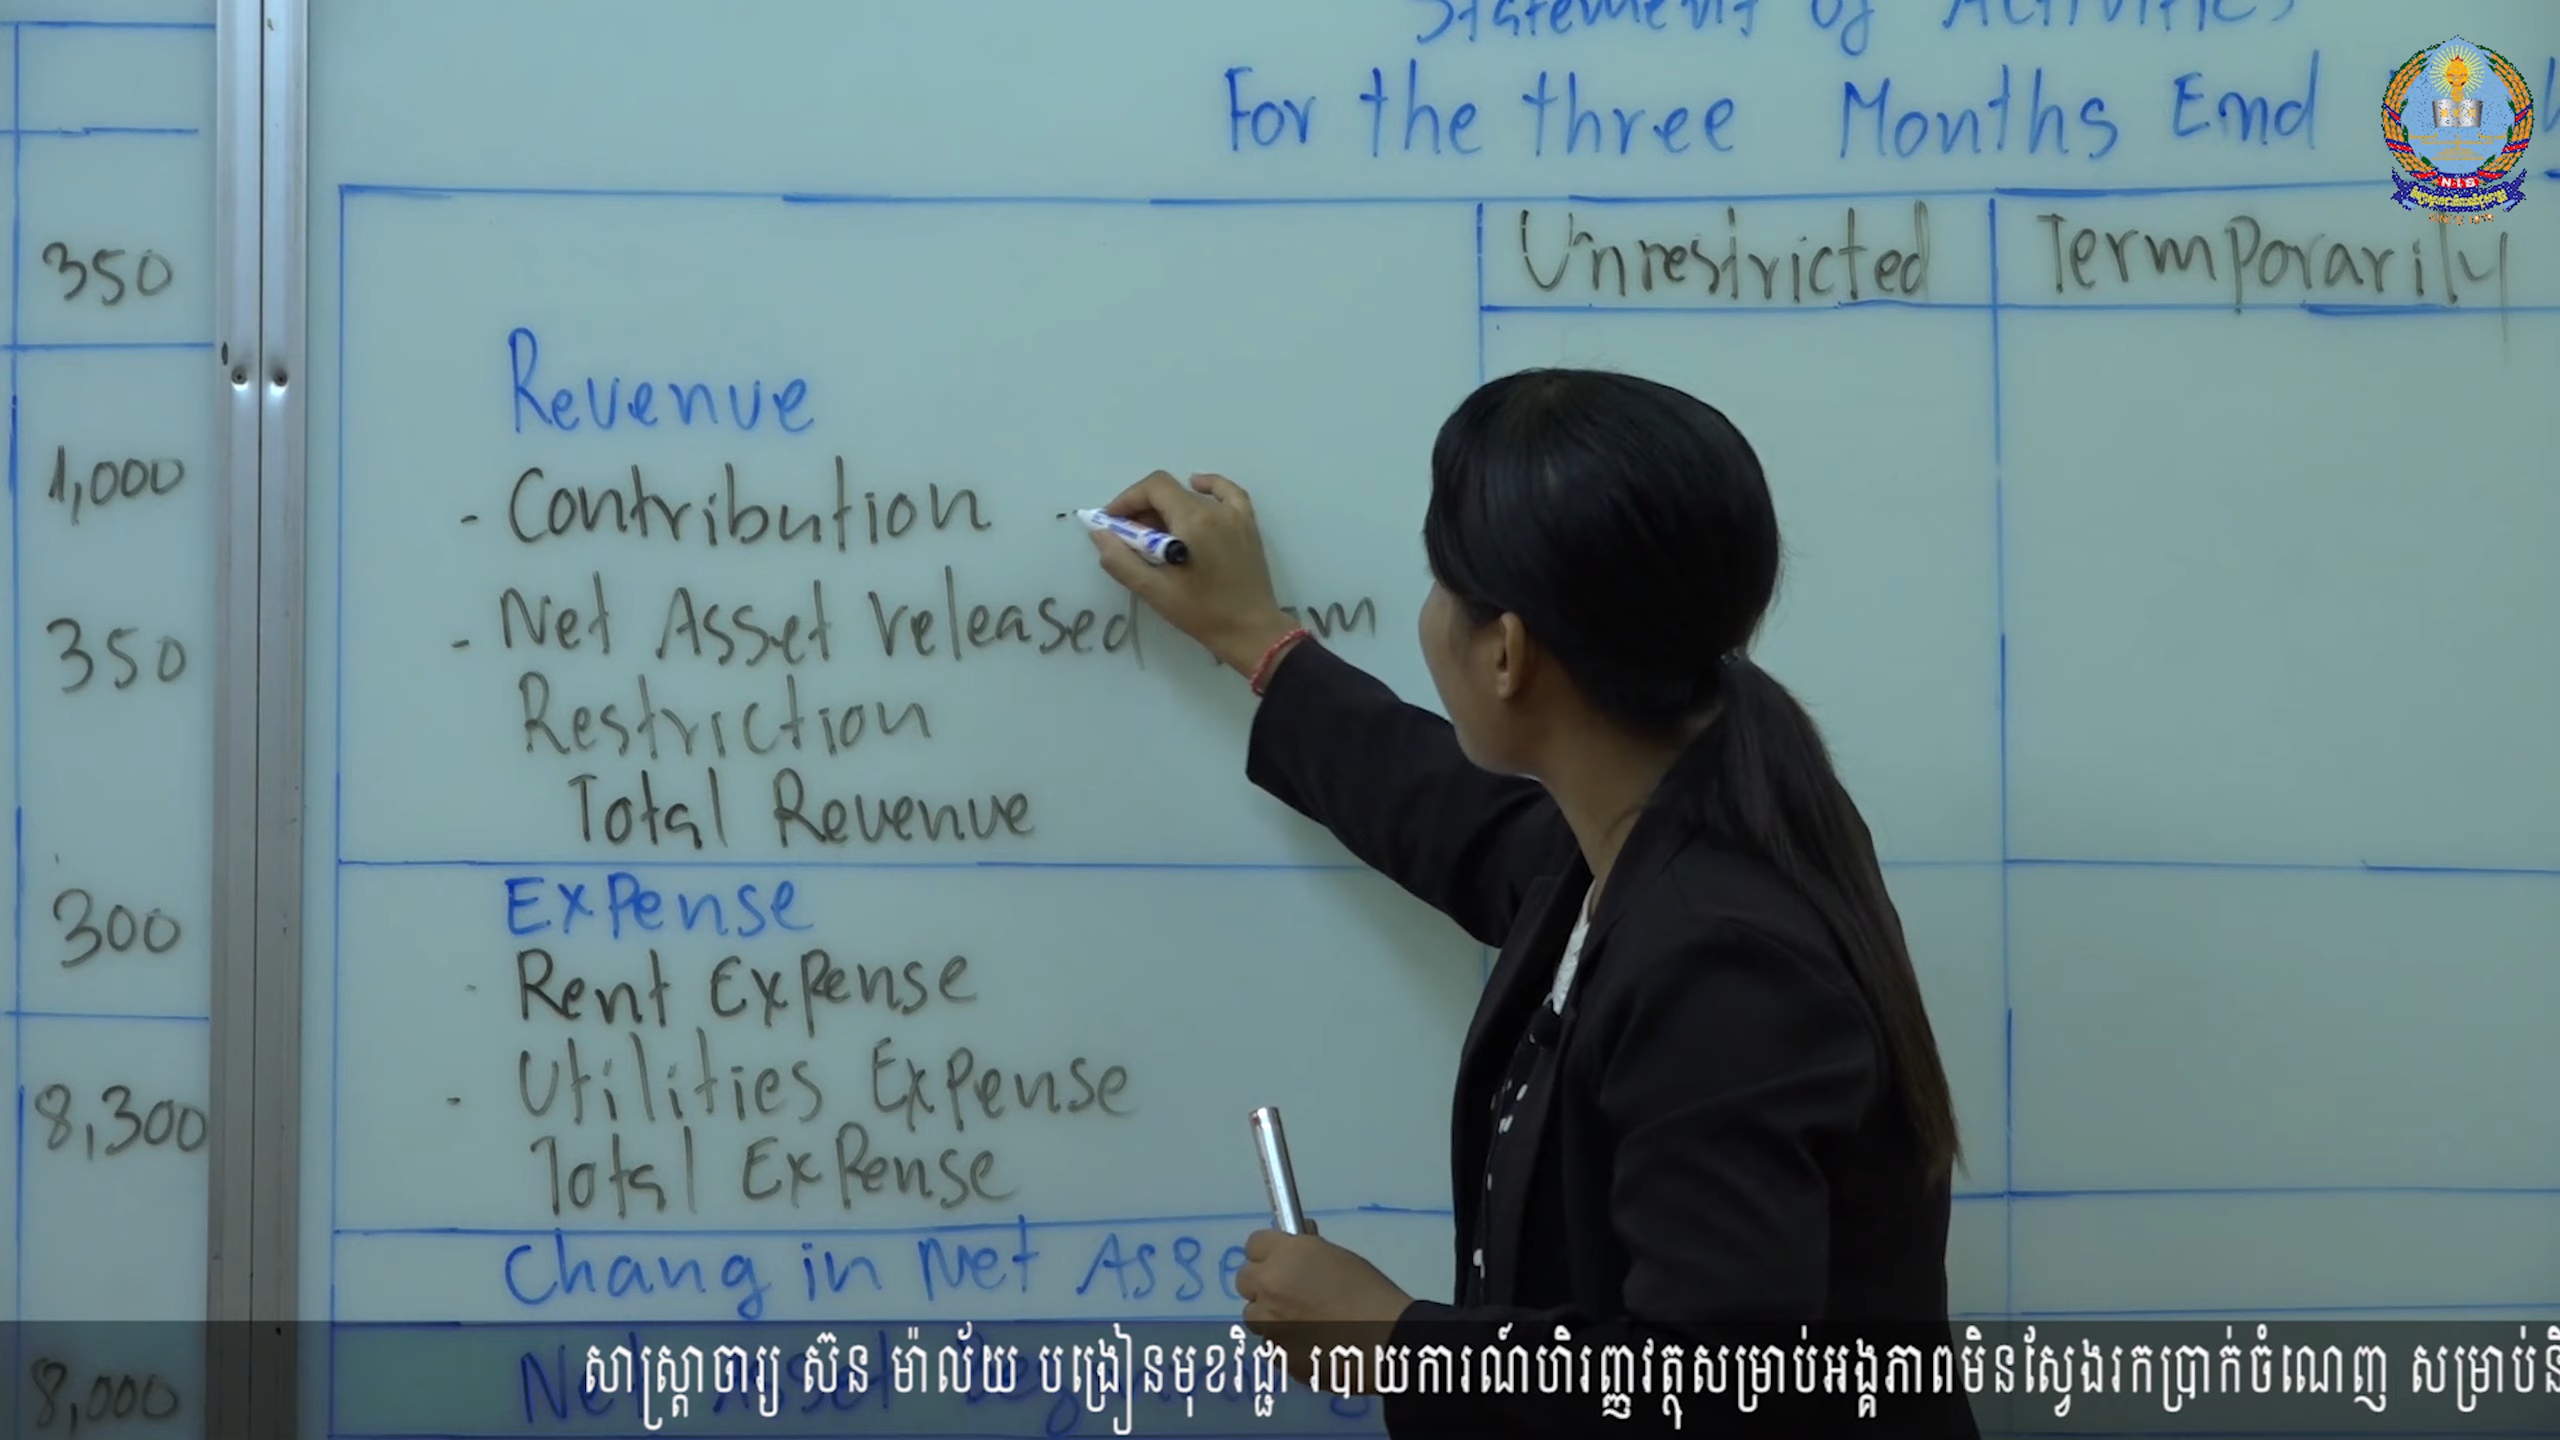 Statement of Activities
For the three Months End
350
1,000
350
300
8,300
8,000
Unrestricted
Termporarily
Revenue
- Contribution -
- Net Asset released
Restriction
Total Revenue
Expense
- Rent Expense
- Utilities Expense
Total Expense
Chang in Net Asse
Net Asset
N.I.B
សាស្ត្រាចារ្យ ស៊ន ម៉ាល័យ បង្រៀនមុខវិជ្ជា របាយការណ៍ហិរញ្ញវត្ថុសម្រាប់អង្គភាពមិនស្វែងរកប្រាក់ចំណេញ សម្រាប់និ